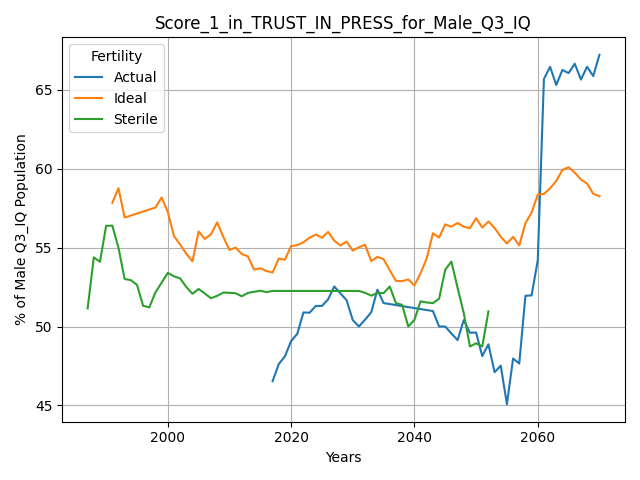 Score_1_in_TRUST_IN_PRESS_for_Male_Q3_IQ
Fertility
Actual
Ideal
Sterile
% of Male Q3_IQ Population
65
60
55
50
45
2000
2020
2040
2060
Years